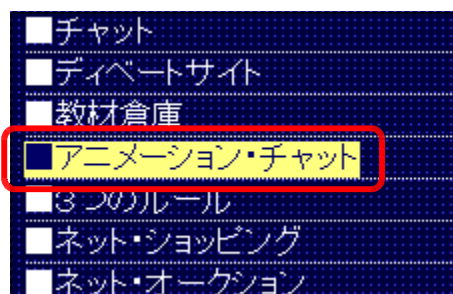 ■チャット
■ディベートサイト
■教材倉庫
■アニメーション・チャット
■3つのルール
■ネット・ショッピング
■ネット・オークション